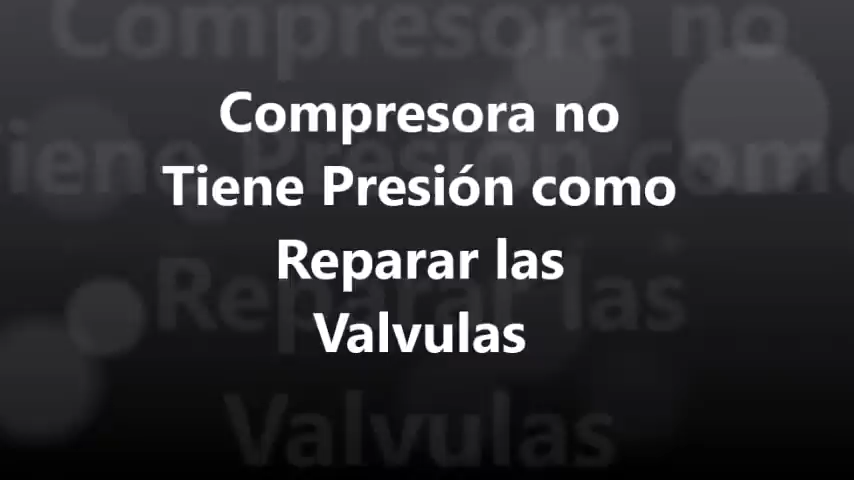 Compresora no
Tiene Presión como
Reparar las
Valvulas